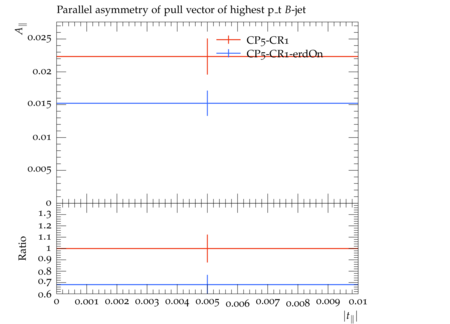 Parallel asymmetry of pull vector of highest p_t B-jet
A∥
0.025
0.02
0.015
0.01
0.005
0
CP5-CR1
CP5-CR1-erdOn
Ratio
1.3
1.2
1.1
1
0.9
0.8
0.7
0.6
0 0.001 0.002 0.003 0.004 0.005 0.006 0.007 0.008 0.009 0.01
|t∥|